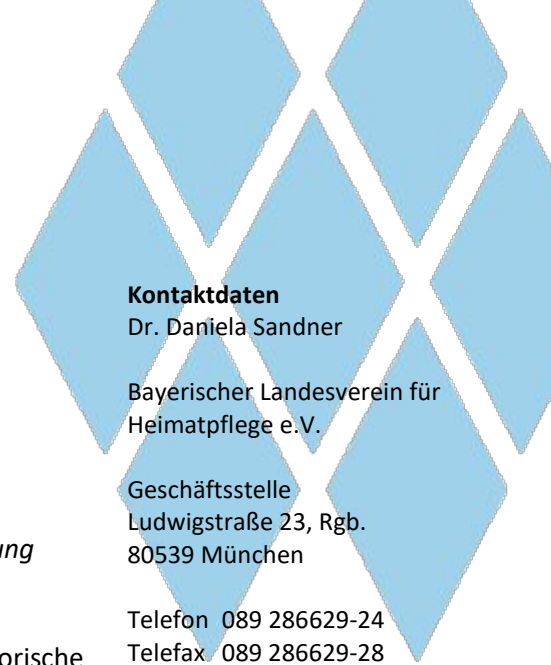 Kontaktdaten
Dr. Daniela Sandner
Bayerischer Landesverein für
Heimatpflege e.V.
Geschäftsstelle
Ludwigstraße 23, Rgb.
80539 München
Telefon 089 286629-24
Telefax 089 286629-28